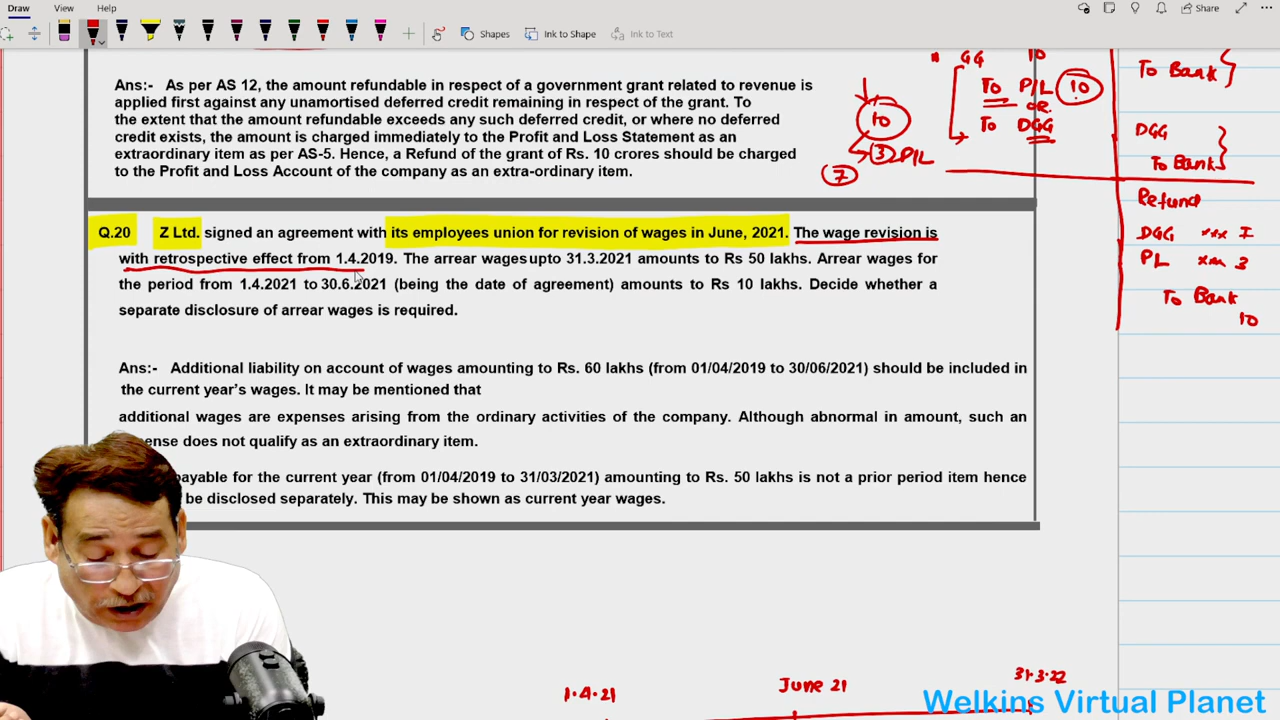 Draw View Help
Shapes Ink to Shape Ink to Text Share
Ans:- As per AS 12, the amount refundable in respect of a government grant related to revenue is
applied first against any unamortised deferred credit remaining in respect of the grant. To
the extent that the amount refundable exceeds any such deferred credit, or where no deferred
credit exists, the amount is charged immediately to the Profit and Loss Statement as an
extraordinary item as per AS-5. Hence, a Refund of the grant of Rs. 10 crores should be charged
to the Profit and Loss Account of the company as an extra-ordinary item.
10
3 P/L
7
GG 10
To P/L 10
OR
To DGG
To Bank
DGG
To Bank
Refund
DGG xxx 7
PL xxx 3
To Bank
10
Q.20 Z Ltd. signed an agreement with its employees union for revision of wages in June, 2021. The wage revision is
with retrospective effect from 1.4.2019. The arrear wages upto 31.3.2021 amounts to Rs 50 lakhs. Arrear wages for
the period from 1.4.2021 to 30.6.2021 (being the date of agreement) amounts to Rs 10 lakhs. Decide whether a
separate disclosure of arrear wages is required.
Ans:- Additional liability on account of wages amounting to Rs. 60 lakhs (from 01/04/2019 to 30/06/2021) should be included in
the current year's wages. It may be mentioned that
additional wages are expenses arising from the ordinary activities of the company. Although abnormal in amount, such an
ense does not qualify as an extraordinary item.
payable for the current year (from 01/04/2019 to 31/03/2021) amounting to Rs. 50 lakhs is not a prior period item hence
be disclosed separately. This may be shown as current year wages.
1.4.21 June 21 31.3.22
Welkins Virtual Planet